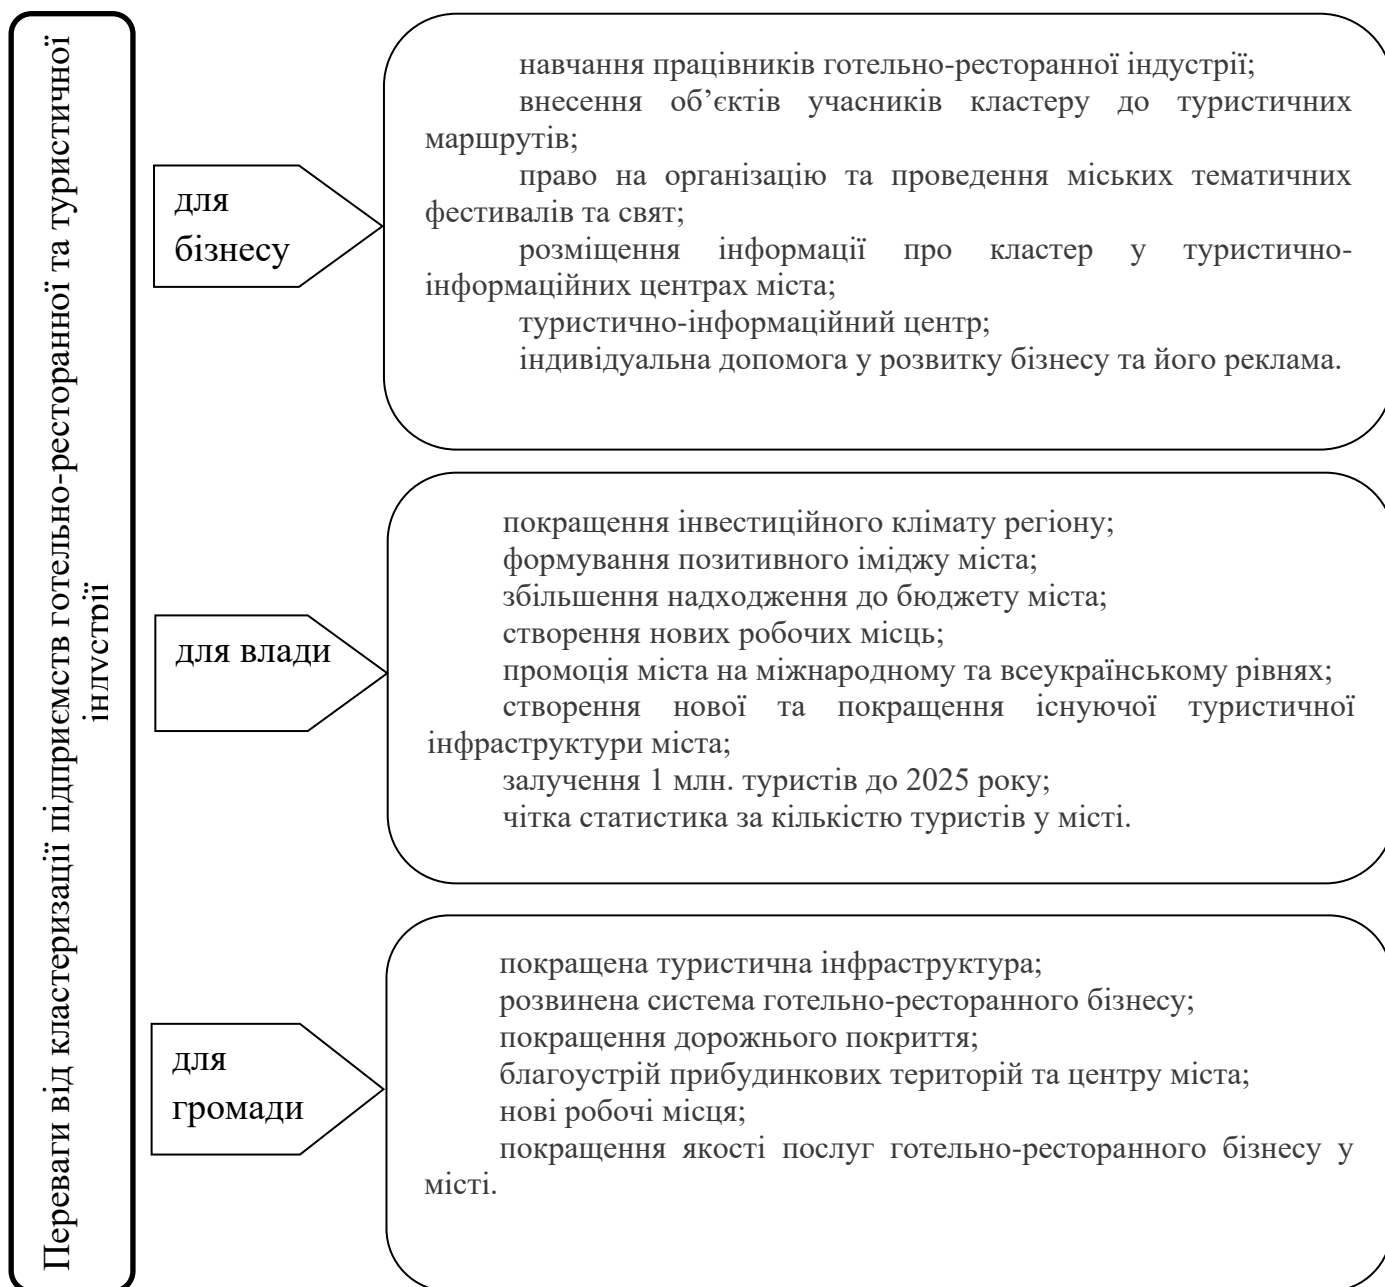 Переваги від кластеризації підприємств готельно-ресторанної та туристичної
індустрії
для
бізнесу
навчання працівників готельно-ресторанної індустрії;
внесення об’єктів учасників кластеру до туристичних
маршрутів;
право на організацію та проведення міських тематичних
фестивалів та свят;
розміщення інформації про кластер у туристично-
інформаційних центрах міста;
туристично-інформаційний центр;
індивідуальна допомога у розвитку бізнесу та його реклама.
для влади
покращення інвестиційного клімату регіону;
формування позитивного іміджу міста;
збільшення надходження до бюджету міста;
створення нових робочих місць;
промоція міста на міжнародному та всеукраїнському рівнях;
створення нової та покращення існуючої туристичної
інфраструктури міста;
залучення 1 млн. туристів до 2025 року;
чітка статистика за кількістю туристів у місті.
для
громади
покращена туристична інфраструктура;
розвинена система готельно-ресторанного бізнесу;
покращення дорожнього покриття;
благоустрій прибудинкових територій та центру міста;
нові робочі місця;
покращення якості послуг готельно-ресторанного бізнесу у
місті.